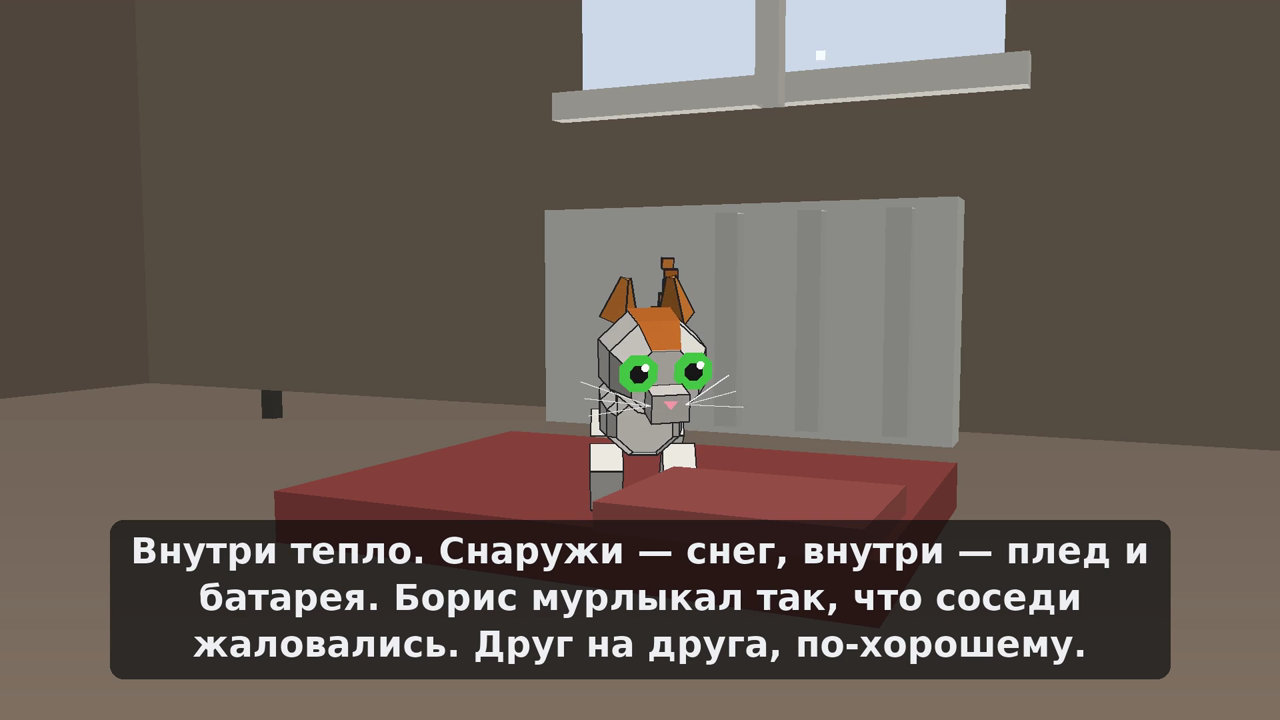 Внутри тепло. Снаружи — снег, внутри — плед и
батарея. Борис мурлыкал так, что соседи
жаловались. Друг на друга, по-хорошему.